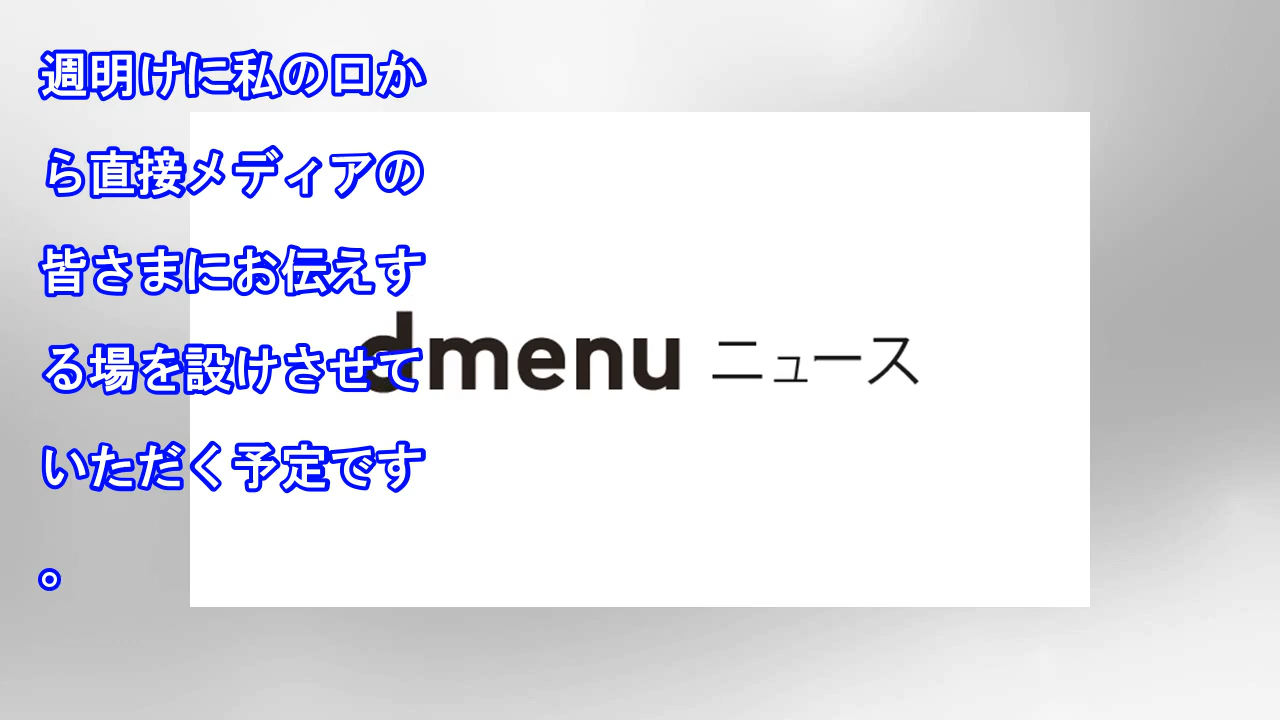 週明けに私の口か
ら直接メディアの
皆さまにお伝えす
る場を設けさせて
いただく予定です
。
dmenu ニュース